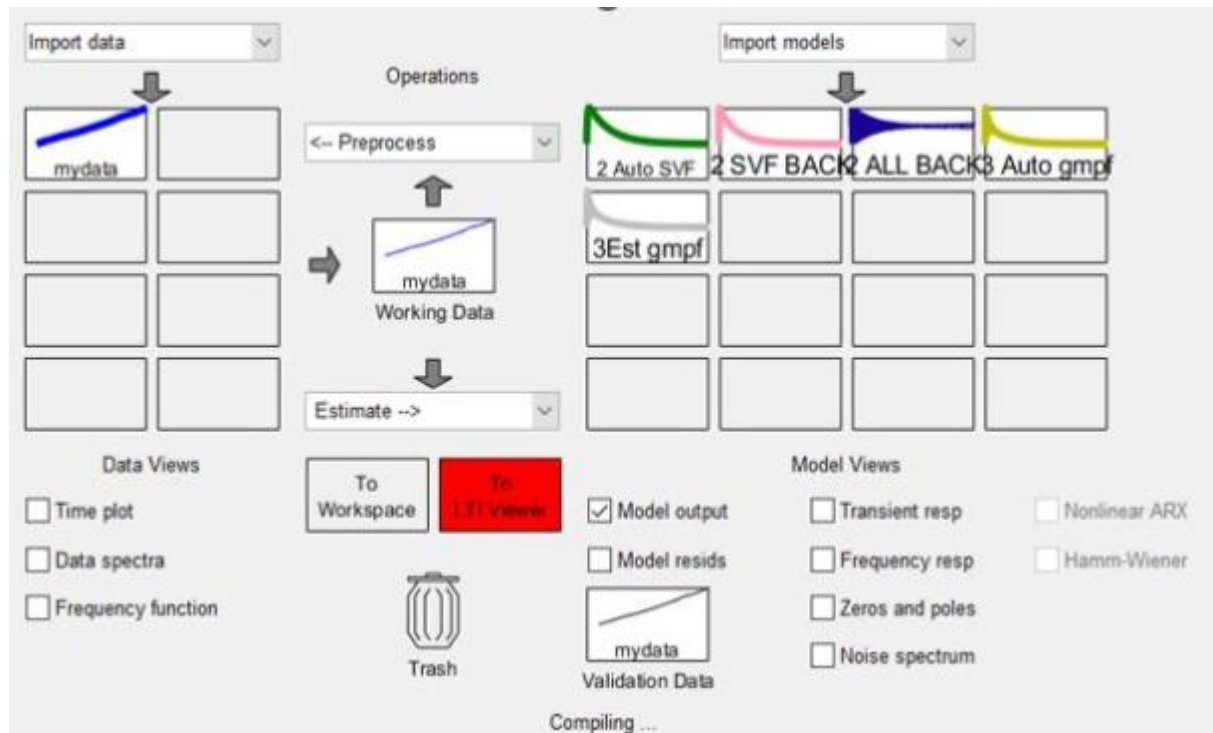 Import data
Import models
Operations
<-- Preprocess
mydata
2 Auto SVF
2 SVF BACK
2 ALL BACK
3 Auto gmpf
3Est gmpf
mydata
Working Data
Estimate -->
Data Views
Model Views
To
Workspace
To
LTI Viewer
Time plot
Data spectra
Frequency function
Trash
Model output
Model resids
Transient resp
Frequency resp
Zeros and poles
Noise spectrum
Nonlinear ARX
Hamm-Wiener
mydata
Validation Data
Compiling ...